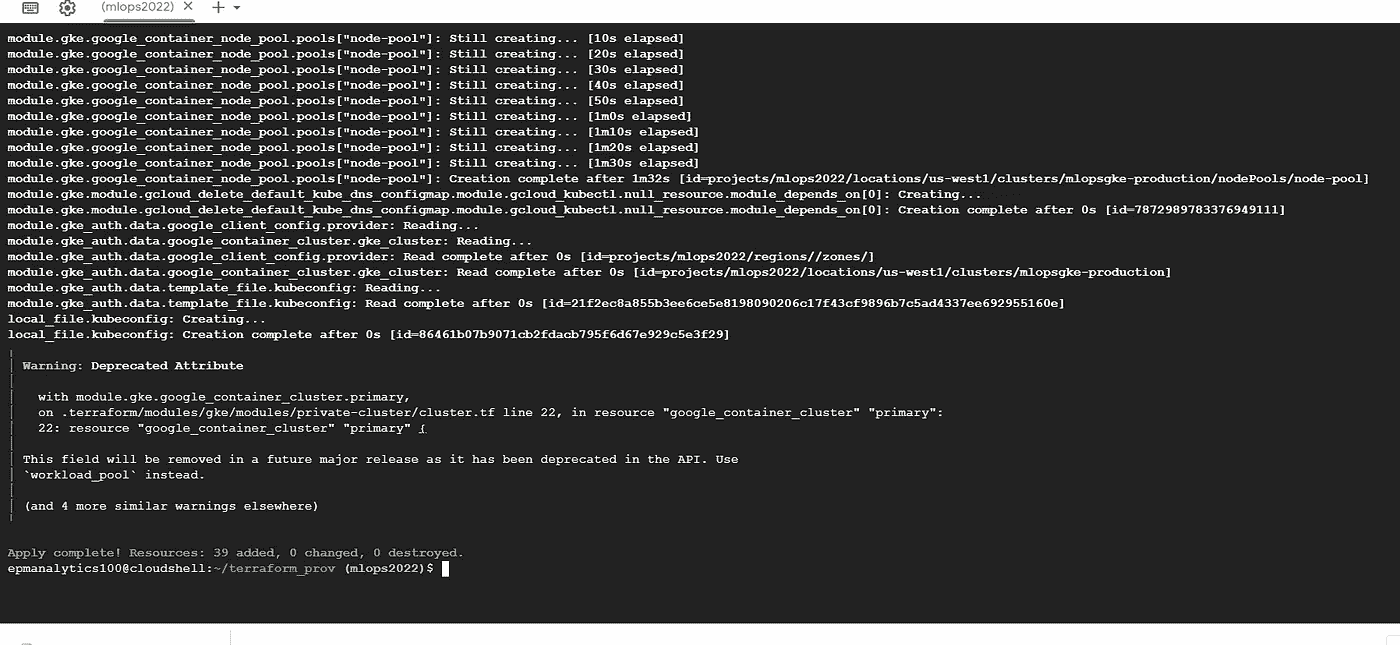 (mlops2022)
module.gke.google_container_node_pool.pools["node-pool"]: Still creating... [10s elapsed]
module.gke.google_container_node_pool.pools["node-pool"]: Still creating... [20s elapsed]
module.gke.google_container_node_pool.pools["node-pool"]: Still creating... [30s elapsed]
module.gke.google_container_node_pool.pools["node-pool"]: Still creating... [40s elapsed]
module.gke.google_container_node_pool.pools["node-pool"]: Still creating... [50s elapsed]
module.gke.google_container_node_pool.pools["node-pool"]: Still creating... [1m0s elapsed]
module.gke.google_container_node_pool.pools["node-pool"]: Still creating... [1m10s elapsed]
module.gke.google_container_node_pool.pools["node-pool"]: Still creating... [1m20s elapsed]
module.gke.google_container_node_pool.pools["node-pool"]: Still creating... [1m30s elapsed]
module.gke.google_container_node_pool.pools["node-pool"]: Creation complete after 1m32s [id=projects/mlops2022/locations/us-west1/clusters/mlopsgke-production/nodePools/node-pool]
module.gke.module.gcloud_delete_default_kube_dns_configmap.module.gcloud_kubectl.null_resource.module_depends_on[0]: Creating...
module.gke.module.gcloud_delete_default_kube_dns_configmap.module.gcloud_kubectl.null_resource.module_depends_on[0]: Creation complete after 0s [id=7872989783376949111]
module.gke_auth.data.google_client_config.provider: Reading...
module.gke_auth.data.google_container_cluster.gke_cluster: Reading...
module.gke_auth.data.google_client_config.provider: Read complete after 0s [id=projects/mlops2022/regions//zones/]
module.gke_auth.data.google_container_cluster.gke_cluster: Read complete after 0s [id=projects/mlops2022/locations/us-west1/clusters/mlopsgke-production]
module.gke_auth.data.template_file.kubeconfig: Reading...
module.gke_auth.data.template_file.kubeconfig: Read complete after 0s [id=21f2ec8a855b3ee6ce5e8198090206c17f43cf9896b7c5ad4337ee692955160e]
local_file.kubeconfig: Creating...
local_file.kubeconfig: Creation complete after 0s [id=86461b07b9071cb2fdacb795f6d67e929c5e3f29]
Warning: Deprecated Attribute
with module.gke.google_container_cluster.primary,
on .terraform/modules/gke/modules/private-cluster/cluster.tf line 22, in resource "google_container_cluster" "primary":
22: resource "google_container_cluster" "primary" {
This field will be removed in a future major release as it has been deprecated in the API. Use
`workload_pool` instead.
(and 4 more similar warnings elsewhere)
Apply complete! Resources: 39 added, 0 changed, 0 destroyed.
epmanalytics100@cloudshell:~/terraform_prov (mlops2022)$